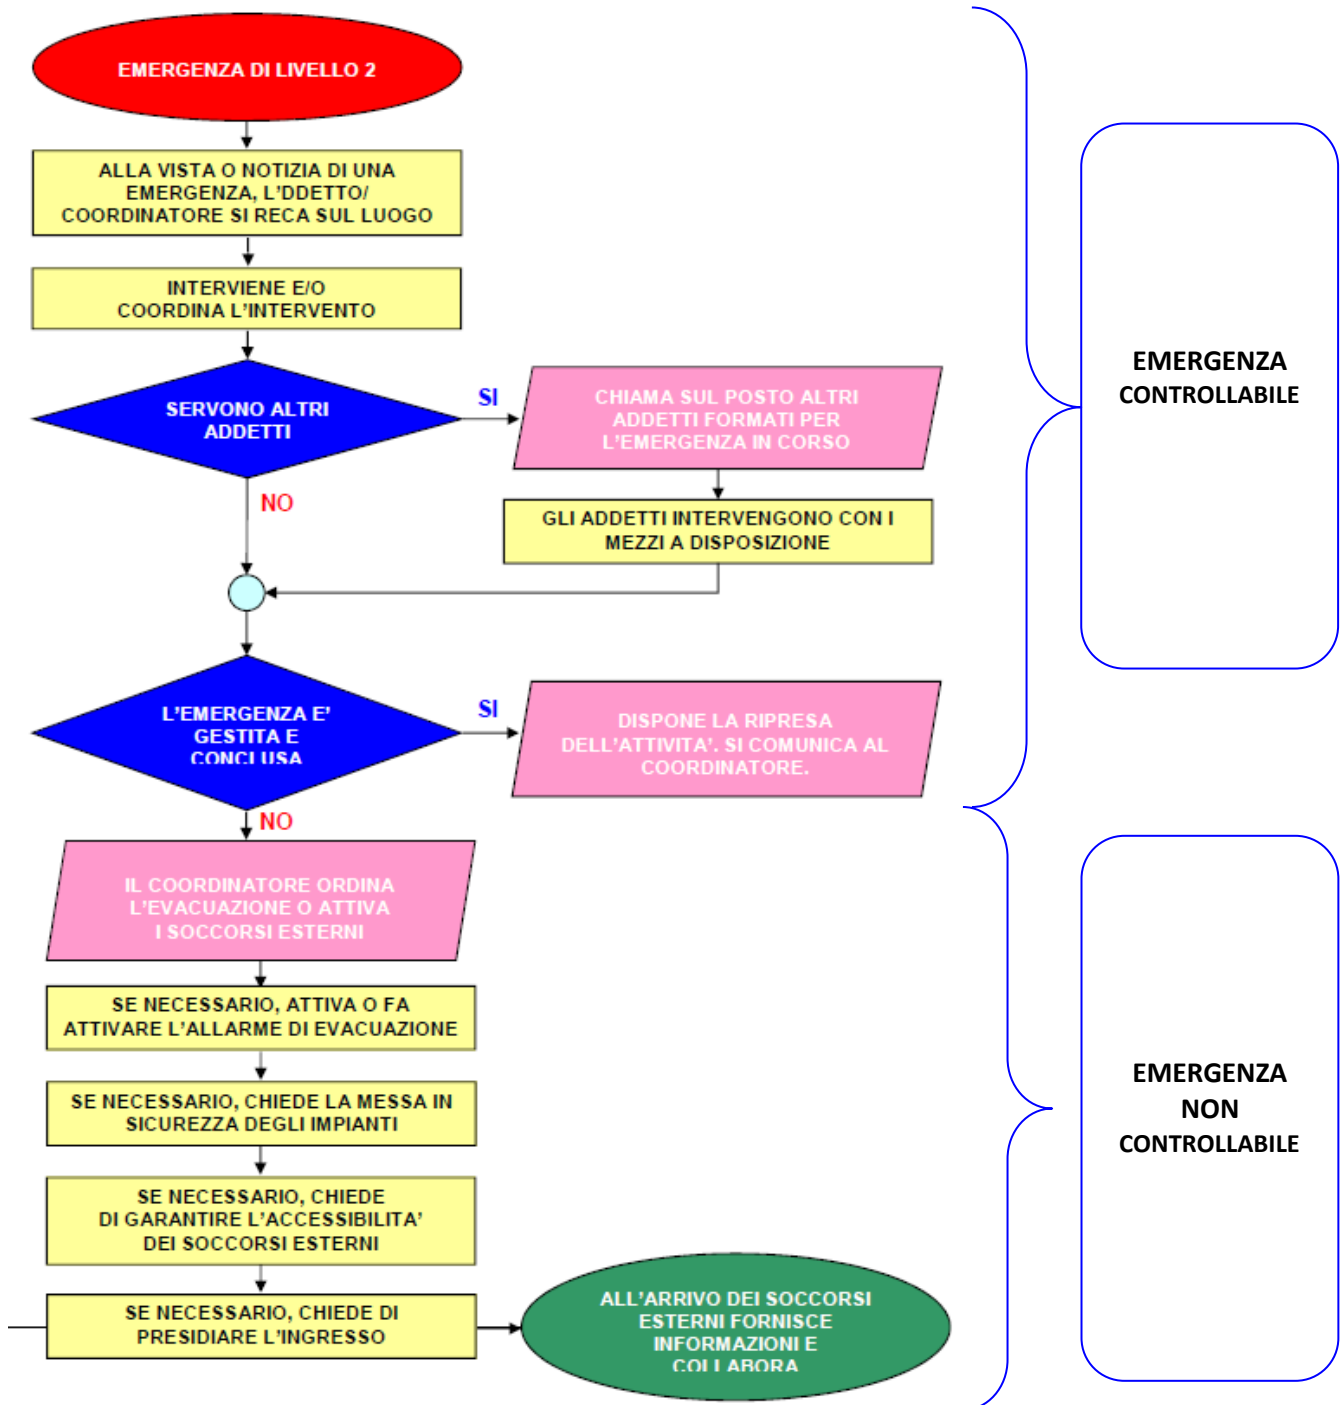 EMERGENZA DI LIVELLO 2
ALLA VISTA O NOTIZIA DI UNA
EMERGENZA, L'DDETTO/
COORDINATORE SI RECA SUL LUOGO
INTERVIENE E/O
COORDINA L'INTERVENTO
SERVONO ALTRI
ADDETTI
SI
CHIAMA SUL POSTO ALTRI
ADDETTI FORMATI PER
L'EMERGENZA IN CORSO
NO
GLI ADDETTI INTERVENGONO CON I
MEZZI A DISPOSIZIONE
L'EMERGENZA E'
GESTITA E
CONCLUSA
SI
DISPONE LA RIPRESA
DELL'ATTIVITA'. SI COMUNICA AL
COORDINATORE.
NO
IL COORDINATORE ORDINA
L'EVACUAZIONE O ATTIVA
I SOCCORSI ESTERNI
SE NECESSARIO, ATTIVA O FA
ATTIVARE L'ALLARME DI EVACUAZIONE
SE NECESSARIO, CHIEDE LA MESSA IN
SICUREZZA DEGLI IMPIANTI
SE NECESSARIO, CHIEDE
DI GARANTIRE L'ACCESSIBILITA'
DEI SOCCORSI ESTERNI
SE NECESSARIO, CHIEDE DI
PRESIDIARE L'INGRESSO
ALL'ARRIVO DEI SOCCORSI
ESTERNI FORNISCE
INFORMAZIONI E
COLLABORA
EMERGENZA
CONTROLLABILE
EMERGENZA
NON
CONTROLLABILE